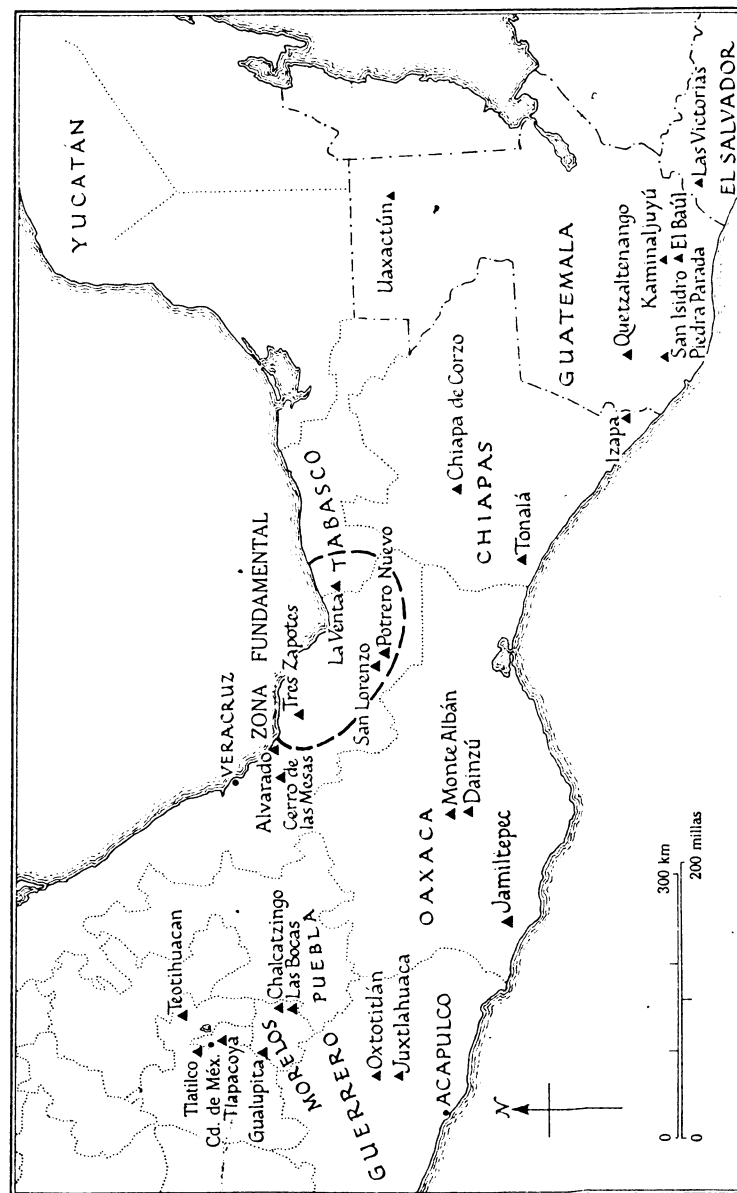 YUCATÁN
Uaxactún
GUATEMALA
Quetzaltenango
Kaminaljuyú
San Isidro
El Baúl
Piedra Parada
Las Victorias
EL SALVADOR
Izapa
Chiapa de Corzo
CHIAPAS
Tonalá
TIABASCO
La Venta
ZONA FUNDAMENTAL
Tres Zapotes
San Lorenzo
Potrero Nuevo
VERACRUZ
Alvarado
Cerro de
las Mesas
OAXACA
Monte Albán
Dainzú
Jamiltepec
Teotihuacan
Tlatilco
Cd. de Méx.
Tlapacoya
Gualupita
MORELOS
Chalcatzingo
Las Bocas
PUEBLA
GUERRERO
Oxtotitlán
Juxtlahuaca
ACAPULCO
N
0 300 km
0 200 millas